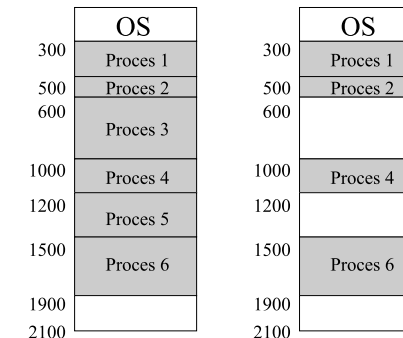 OS
300
Proces 1
500
Proces 2
600
Proces 3
1000
Proces 4
1200
Proces 5
1500
Proces 6
1900
2100
OS
300
Proces 1
500
Proces 2
600
1000
Proces 4
1200
1500
Proces 6
1900
2100